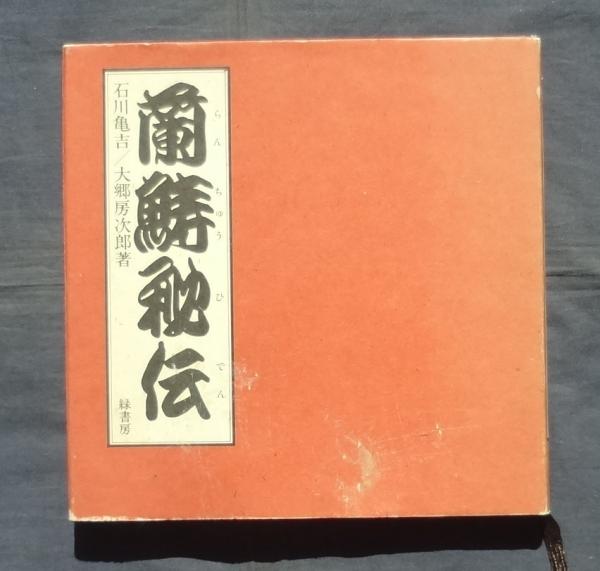 蘭鱒秘伝
らんちゅうひでん
石川亀吉／大郷房次郎著
緑書房